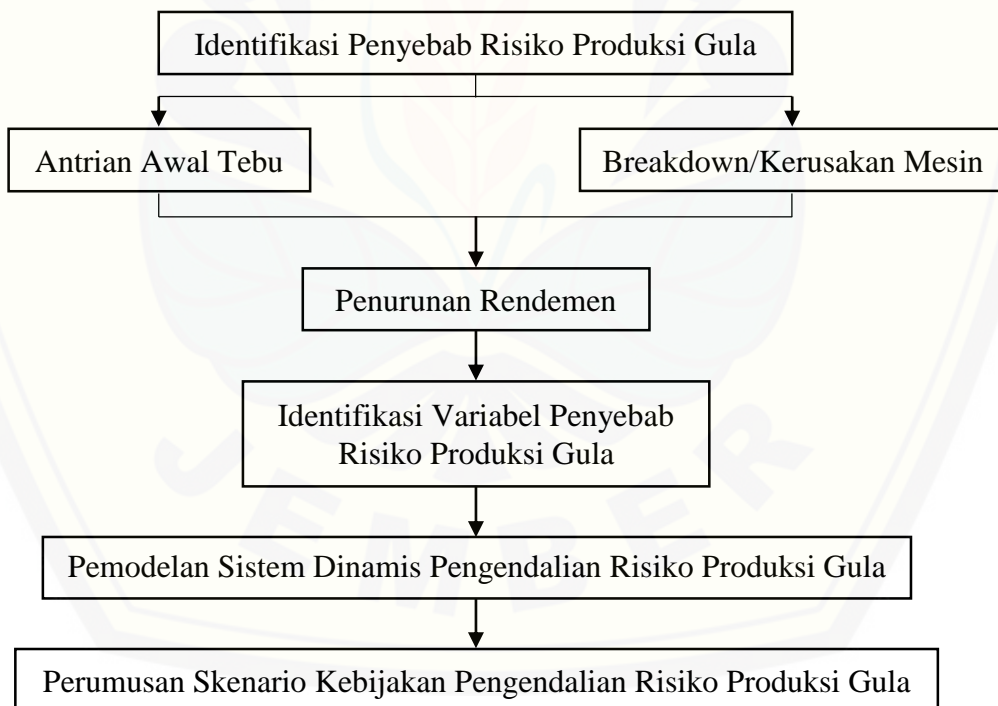 Identifikasi Penyebab Risiko Produksi Gula
Antrian Awal Tebu
Breakdown/Kerusakan Mesin
Penurunan Rendemen
Identifikasi Variabel Penyebab
Risiko Produksi Gula
Pemodelan Sistem Dinamis Pengendalian Risiko Produksi Gula
Perumusan Skenario Kebijakan Pengendalian Risiko Produksi Gula
JEMBER